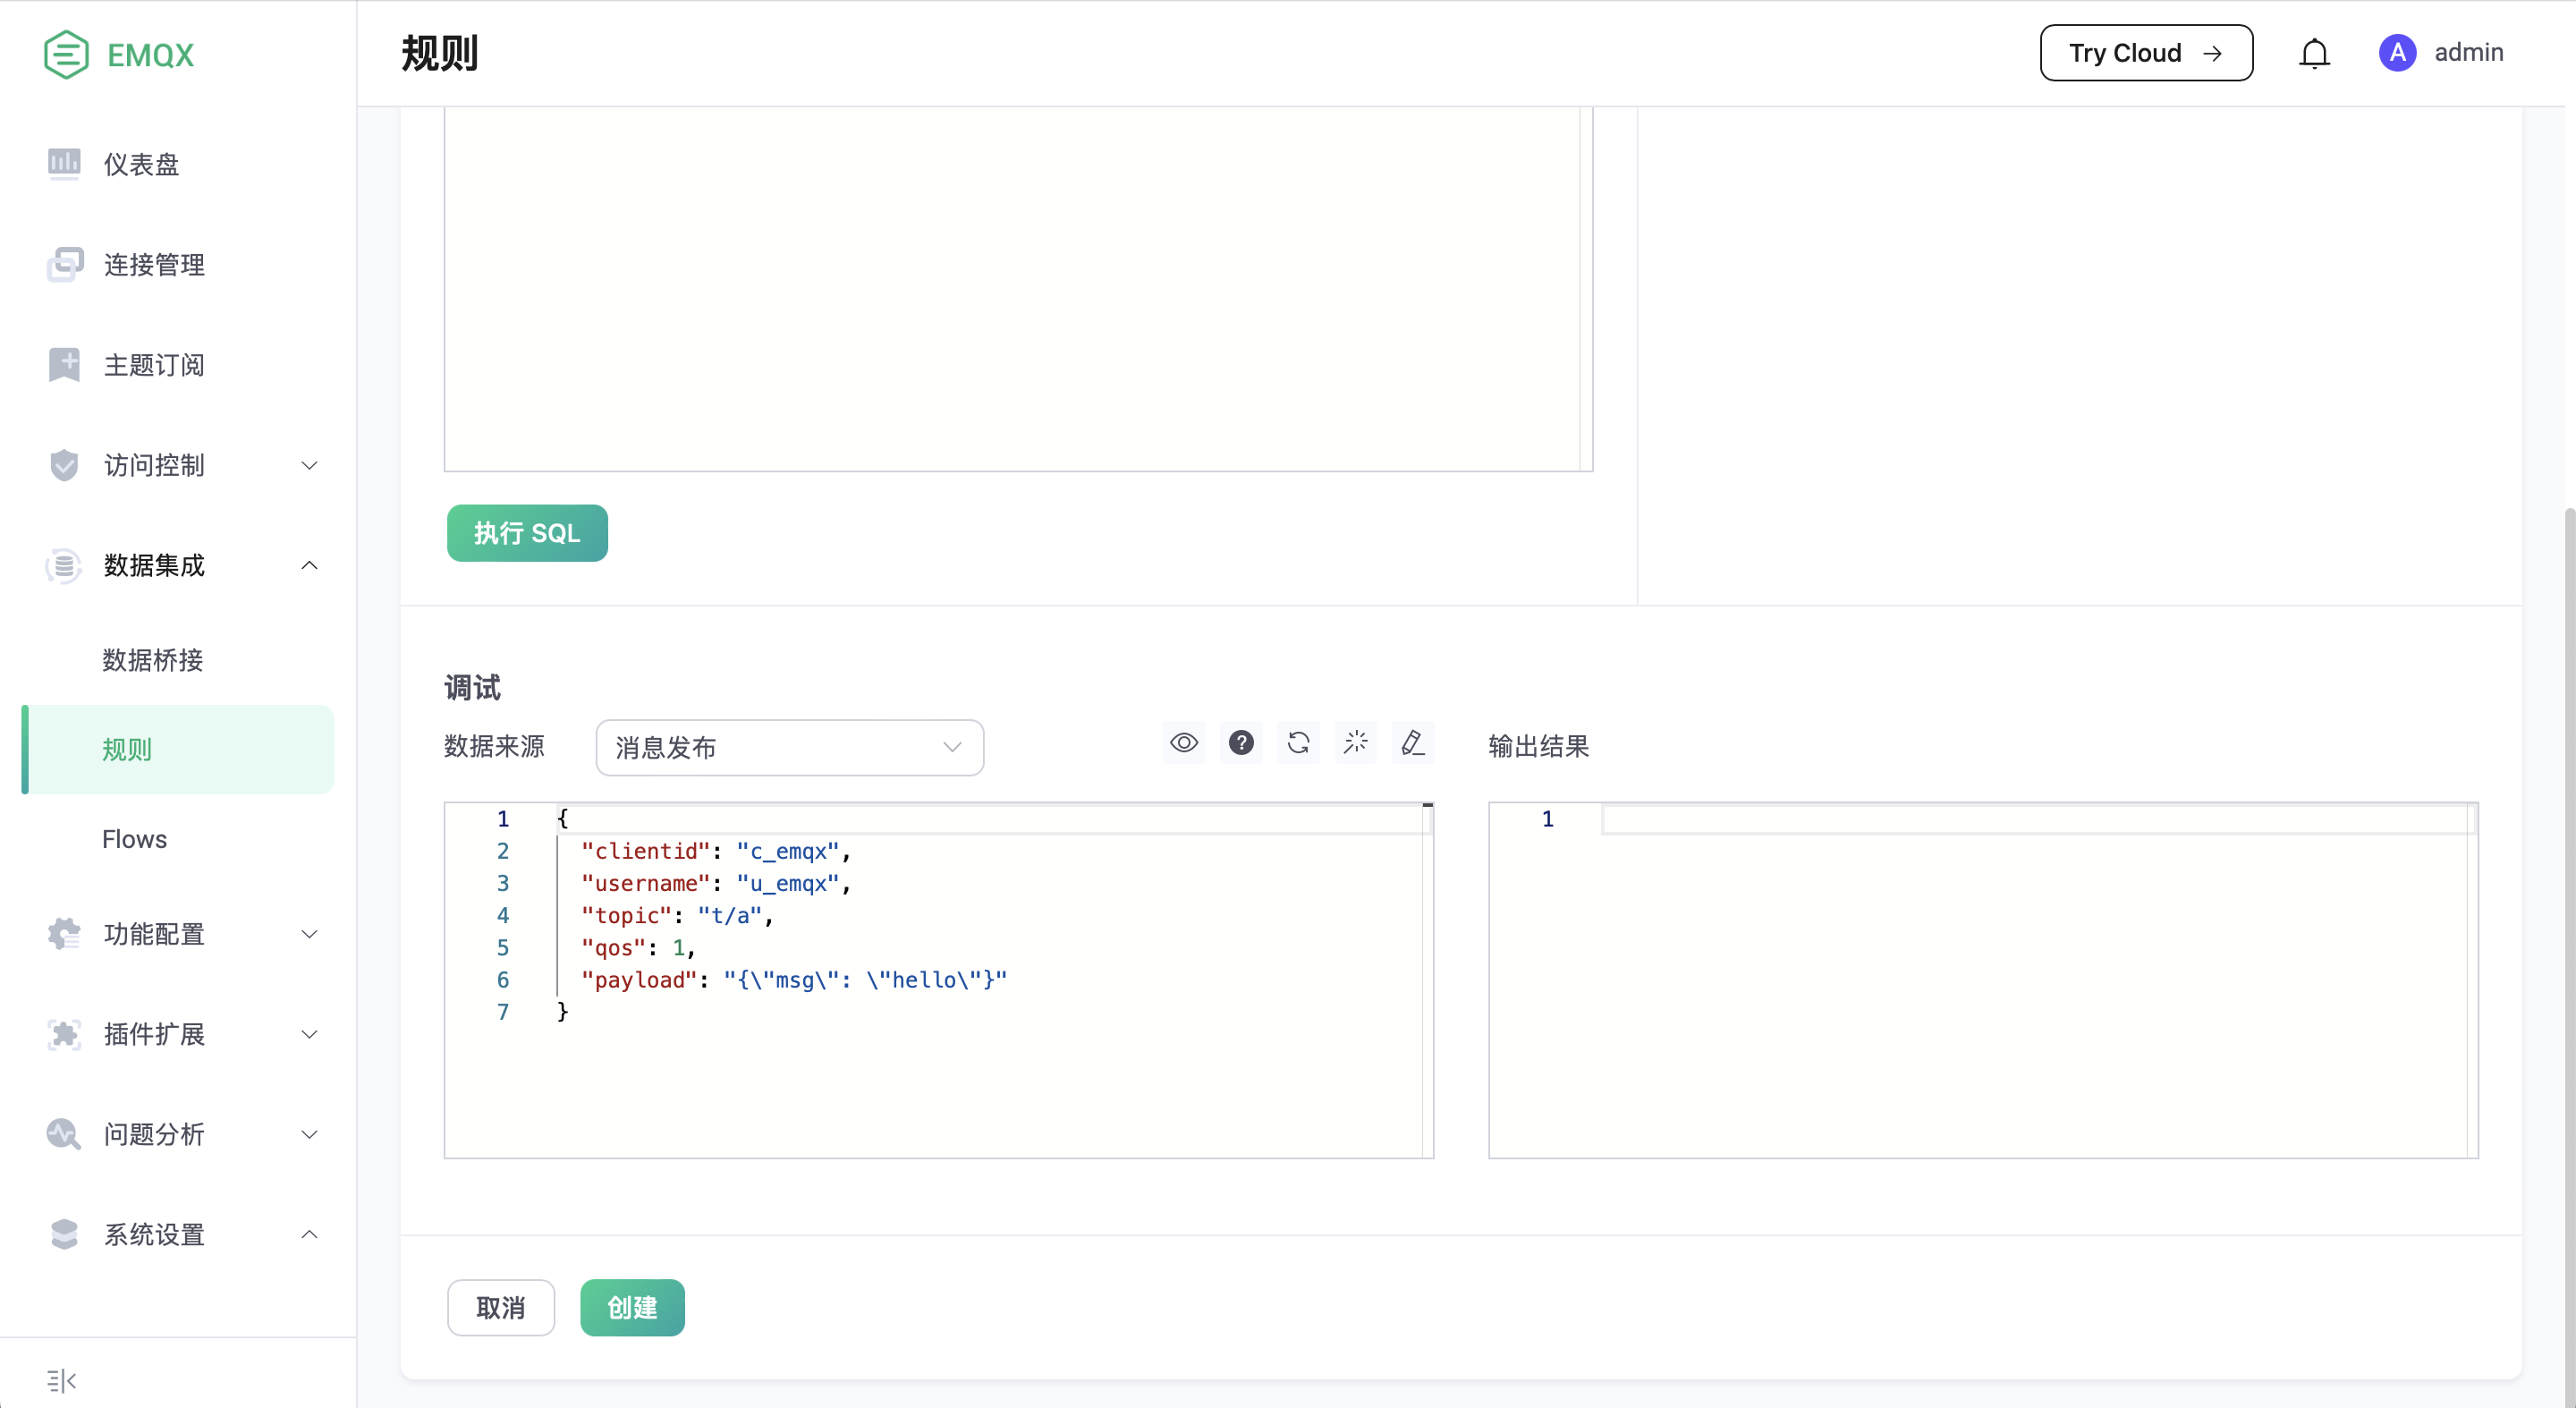 EMQX
规则
Try Cloud
A
admin
仪表盘
连接管理
主题订阅
访问控制
数据集成
数据桥接
规则
Flows
功能配置
插件扩展
问题分析
系统设置
执行 SQL
调试
数据来源
消息发布
?
输出结果
1 {
2 "clientid": "c_emqx",
3 "username": "u_emqx",
4 "topic": "t/a",
5 "qos": 1,
6 "payload": "{\"msg\": \"hello\"}"
7 }
1
取消
创建